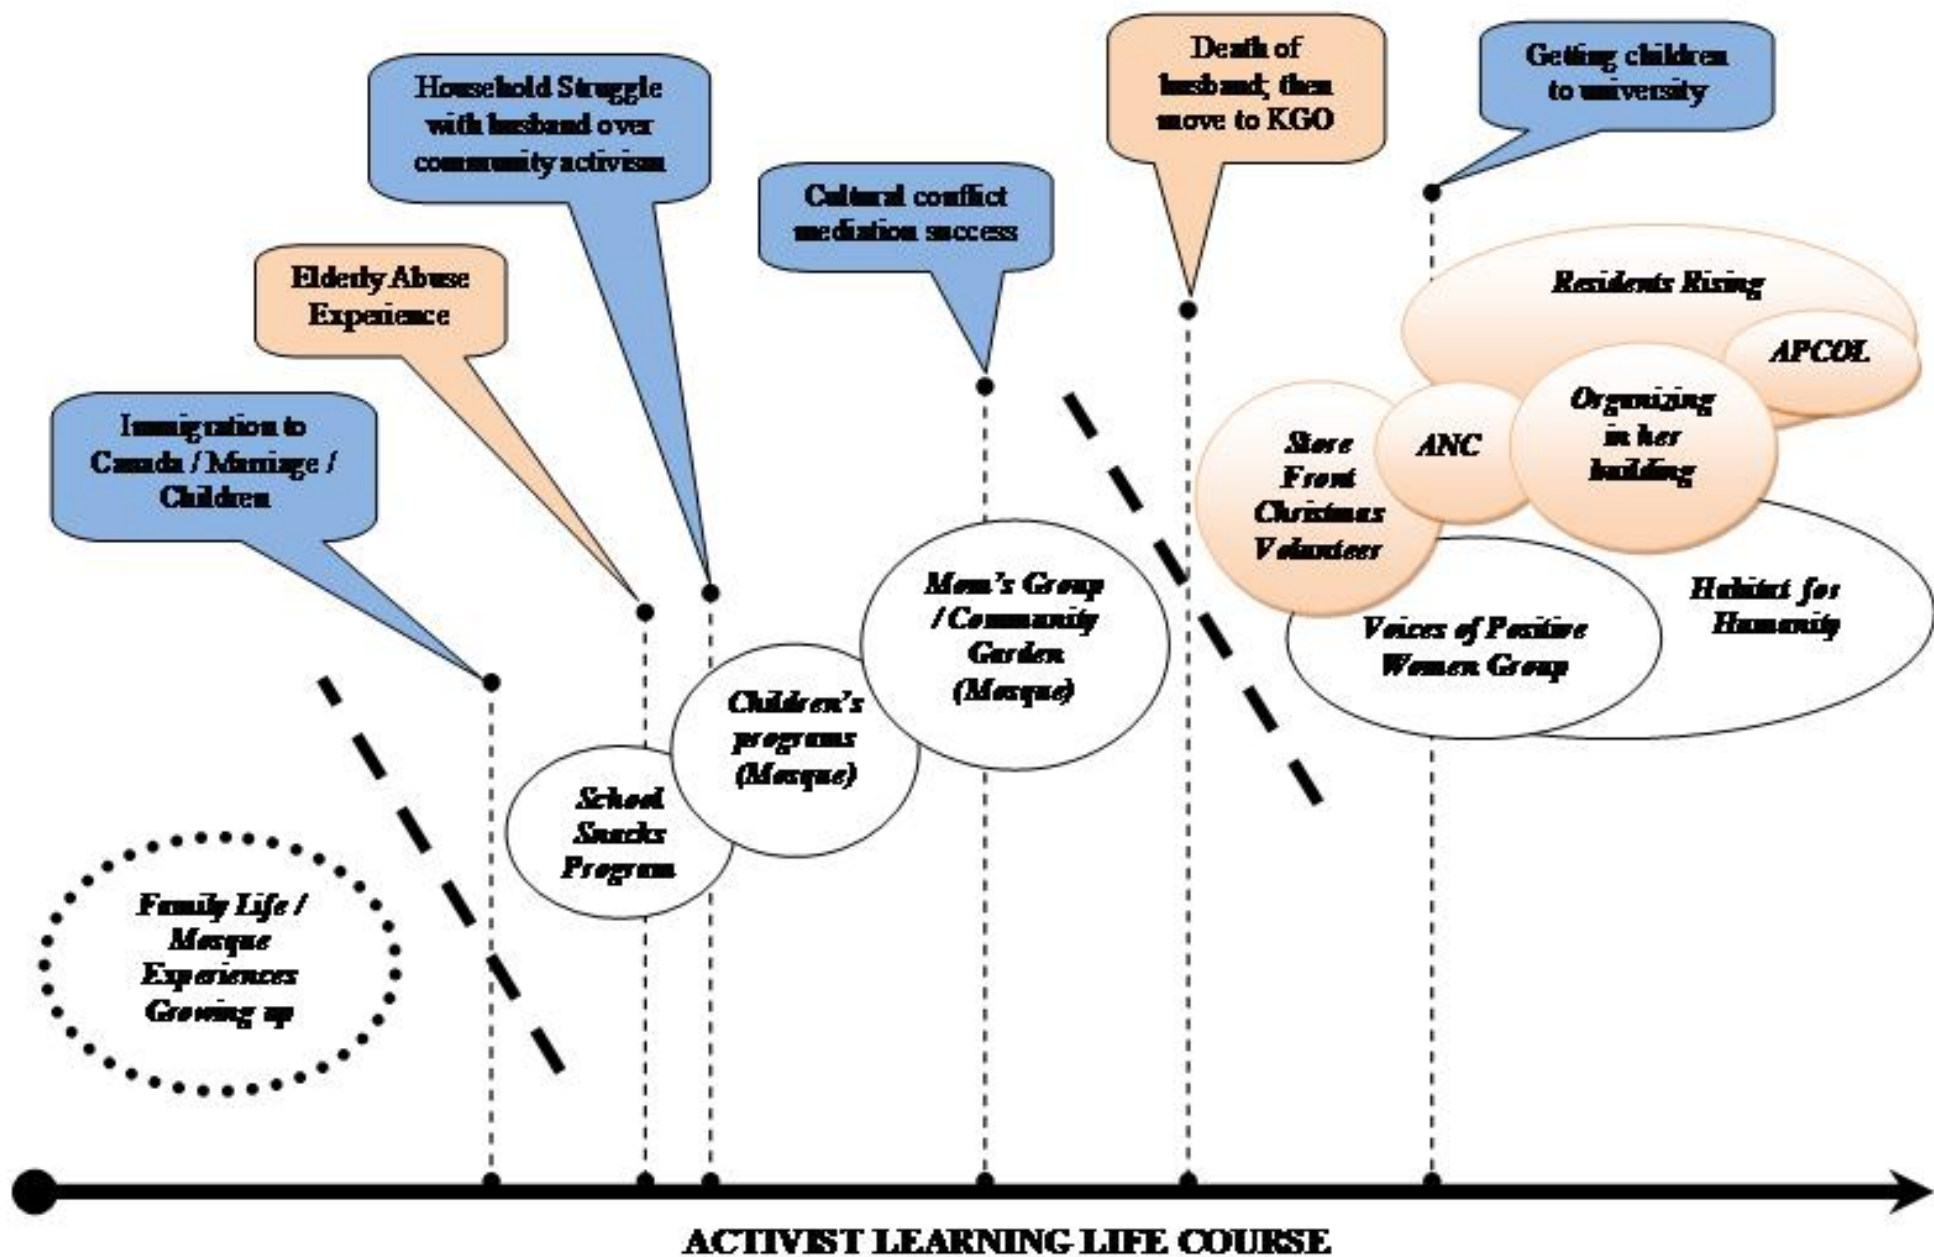 Death of
husband; then
move to KGO
Getting children
to university
Household Struggle
with husband over
community activism
Cultural conflict
mediation success
Elderly Abuse
Experience
Immigration to
Canada / Marriage /
Children
Residents Rising
APCOL
Organizing
in her
building
ANC
Store
Front
Christmas
Volunteer
Mom's Group
/ Community
Garden
(Mosque)
Habitat for
Humanity
Voices of Positive
Women Group
Children's
programs
(Mosque)
School
Snacks
Program
Family Life /
Mosque
Experiences
Growing up
ACTIVIST LEARNING LIFE COURSE